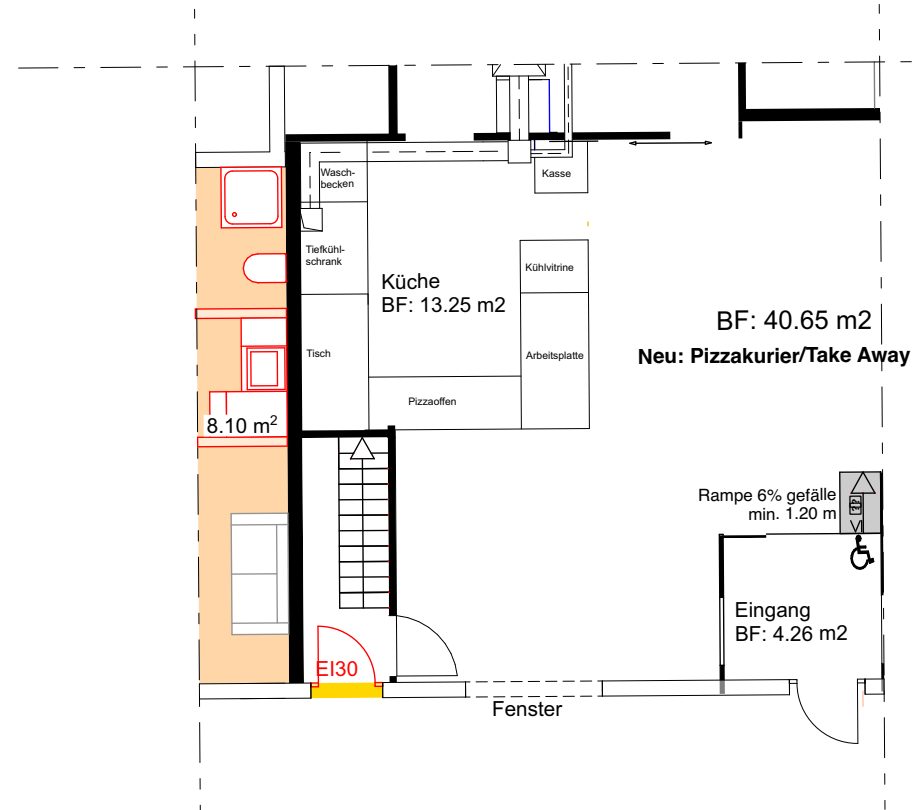 Wasch-
becken
Kasse
Tiefkühl-
schrank
Kühlvitrine
Küche
BF: 13.25 m2
BF: 40.65 m2
Neu: Pizzakurier/Take Away
Tisch
Arbeitsplatte
Pizzaoffen
8.10 m²
Rampe 6% gefälle
min. 1.20 m
Eingang
BF: 4.26 m2
EI30
Fenster